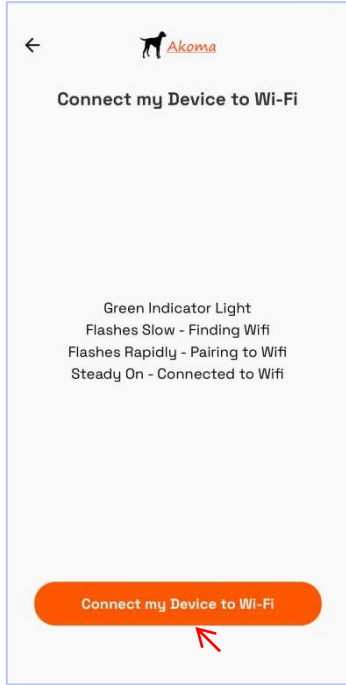 Akoma
Connect my Device to Wi-Fi
Green Indicator Light
Flashes Slow - Finding Wifi
Flashes Rapidly - Pairing to Wifi
Steady On - Connected to Wifi
Connect my Device to Wi-Fi